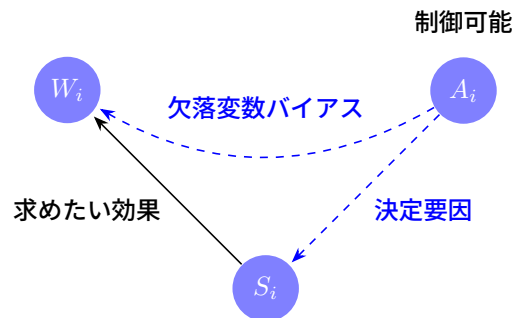 制御可能
W_i
A_i
欠落変数バイアス
求めたい効果
決定要因
S_i